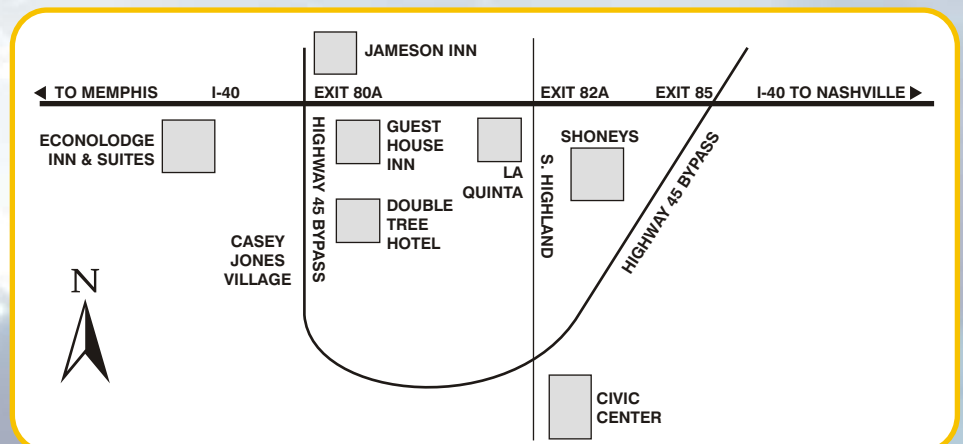 JAMESON INN
TO MEMPHIS
I-40
EXIT 80A
EXIT 82A
EXIT 85
I-40 TO NASHVILLE
ECONOLODGE
INN & SUITES
HIGHWAY 45 BYPASS
GUEST
HOUSE
INN
LA
QUINTA
S. HIGHLAND
SHONEYS
HIGHWAY 45 BYPASS
DOUBLE
TREE
HOTEL
CASEY
JONES
VILLAGE
N
CIVIC
CENTER